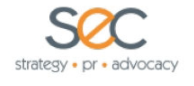 SEC
strategy • pr • advocacy